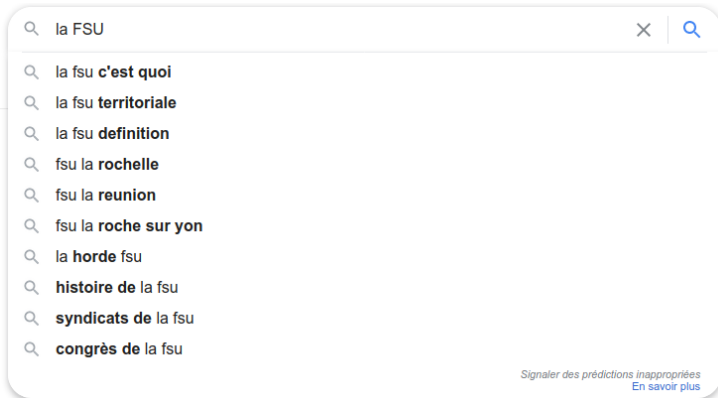 la FSU
la fsu c'est quoi
la fsu territoriale
la fsu definition
fsu la rochelle
fsu la reunion
fsu la roche sur yon
la horde fsu
histoire de la fsu
syndicats de la fsu
congrès de la fsu
Signaler des prédictions inappropriées
En savoir plus